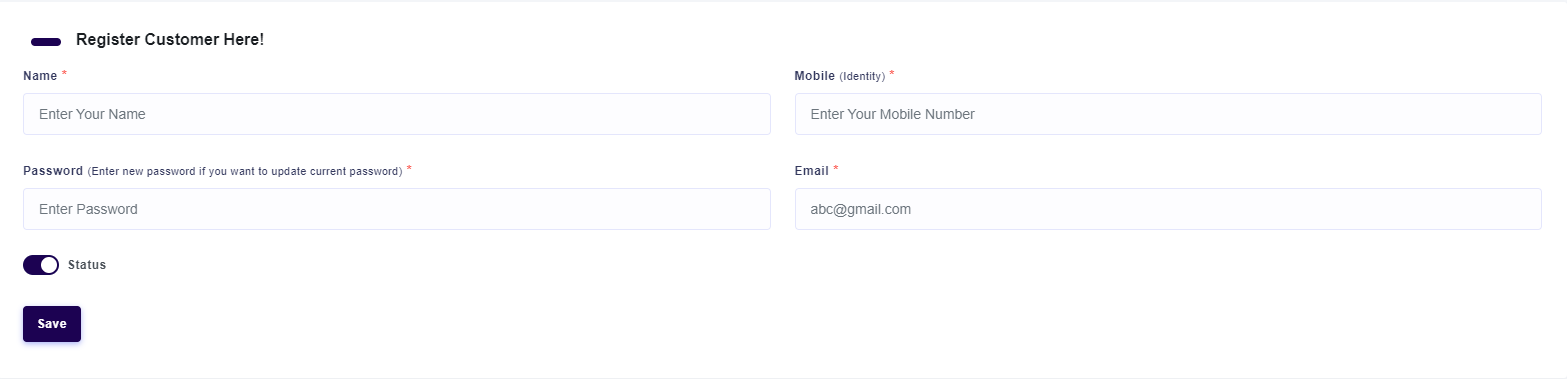 Register Customer Here!
Name *
Mobile (Identity) *
Enter Your Name
Enter Your Mobile Number
Password (Enter new password if you want to update current password) *
Email *
Enter Password
abc@gmail.com
Status
Save